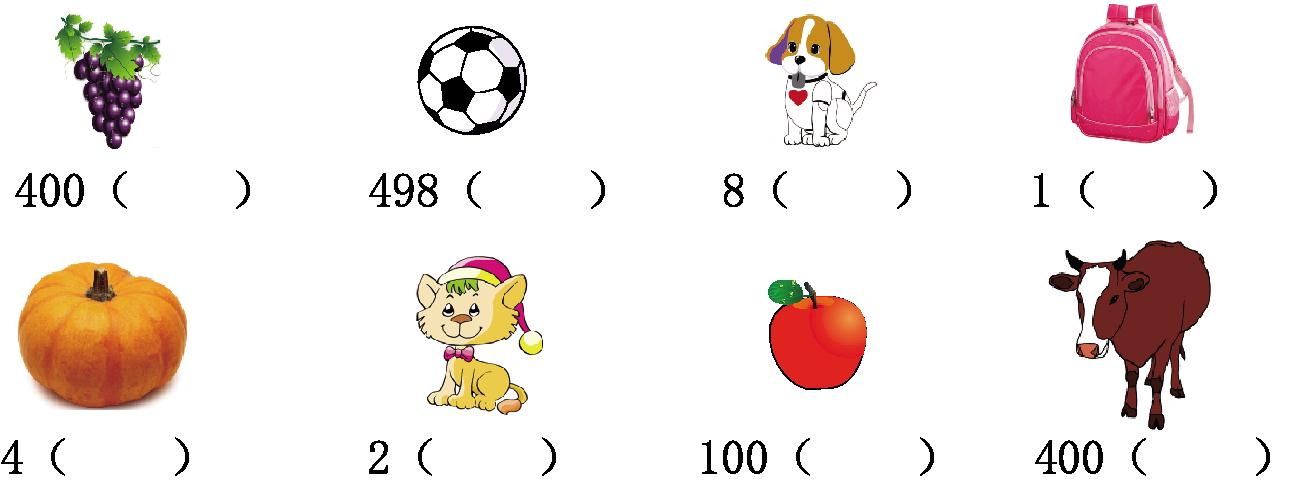 400（　　） 498（　　） 8（　　） 1（　　）
4（　　） 2（　　） 100（　　） 400（　　）